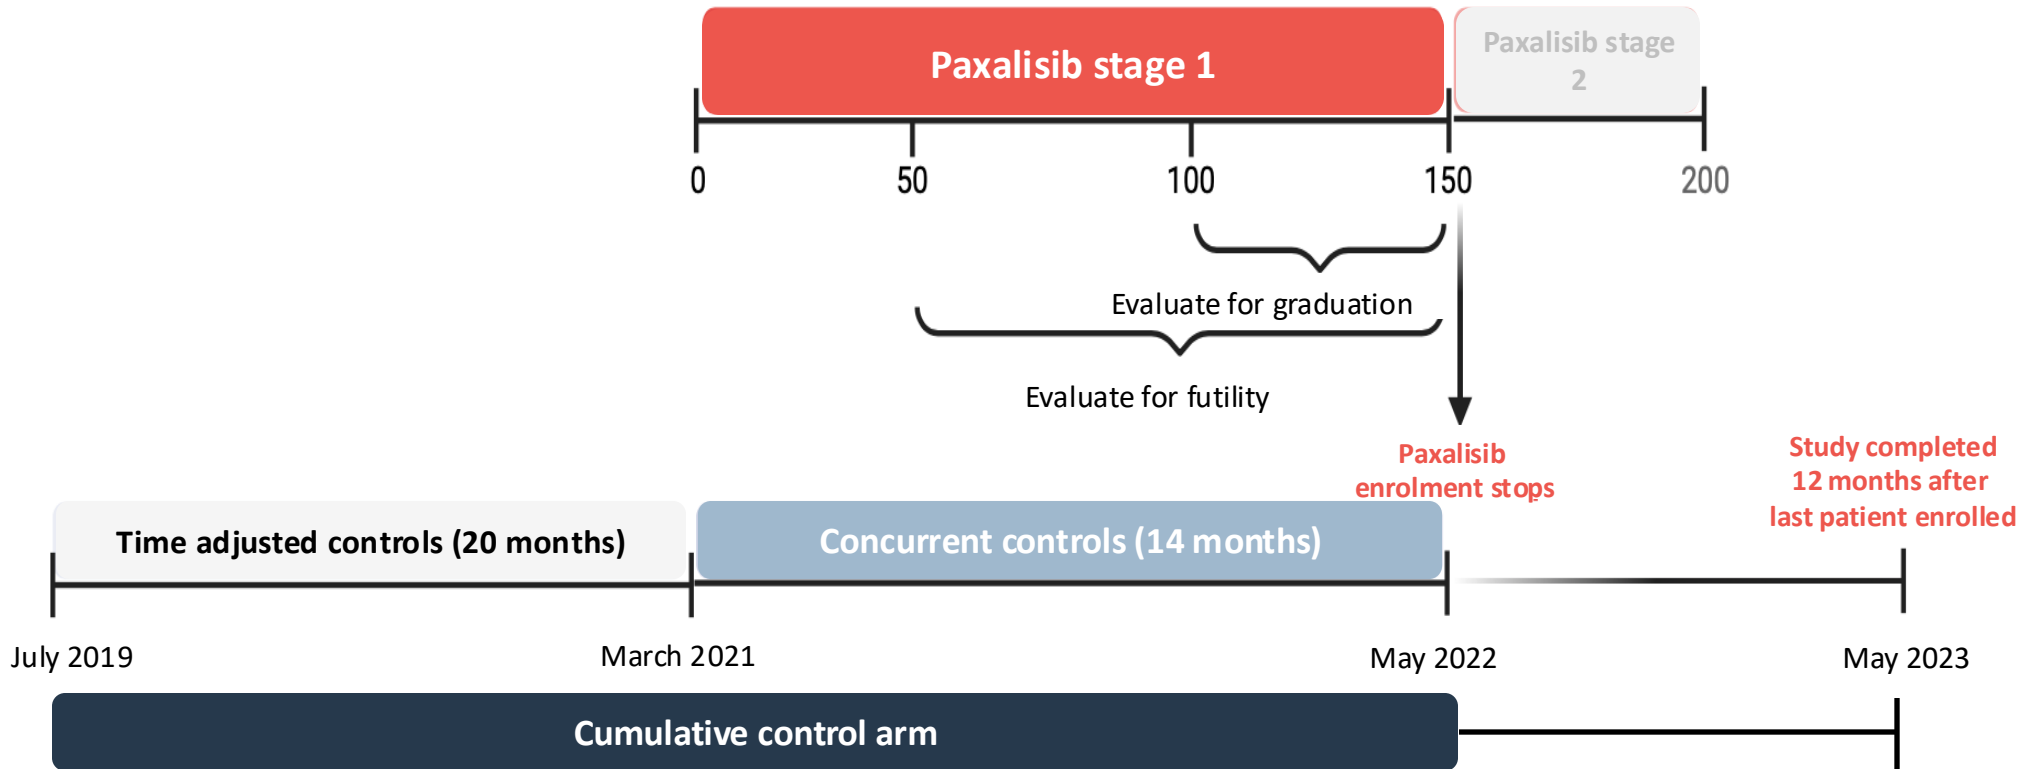 Paxalisib stage 1
Paxalisib stage
2
0
50
100
150
200
Evaluate for graduation
Evaluate for futility
Paxalisib
enrolment stops
Study completed
12 months after
last patient enrolled
Time adjusted controls (20 months)
Concurrent controls (14 months)
July 2019
March 2021
May 2022
May 2023
Cumulative control arm